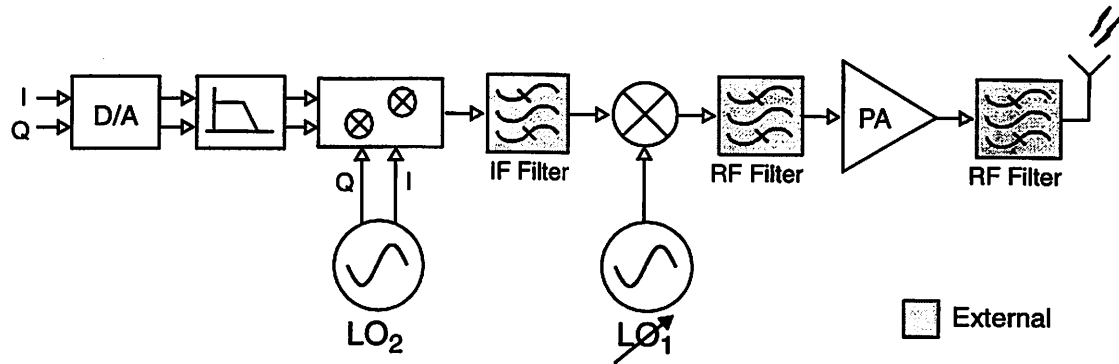 I
Q
D/A
Q
I
LO2
IF Filter
LO1
RF Filter
PA
RF Filter
External